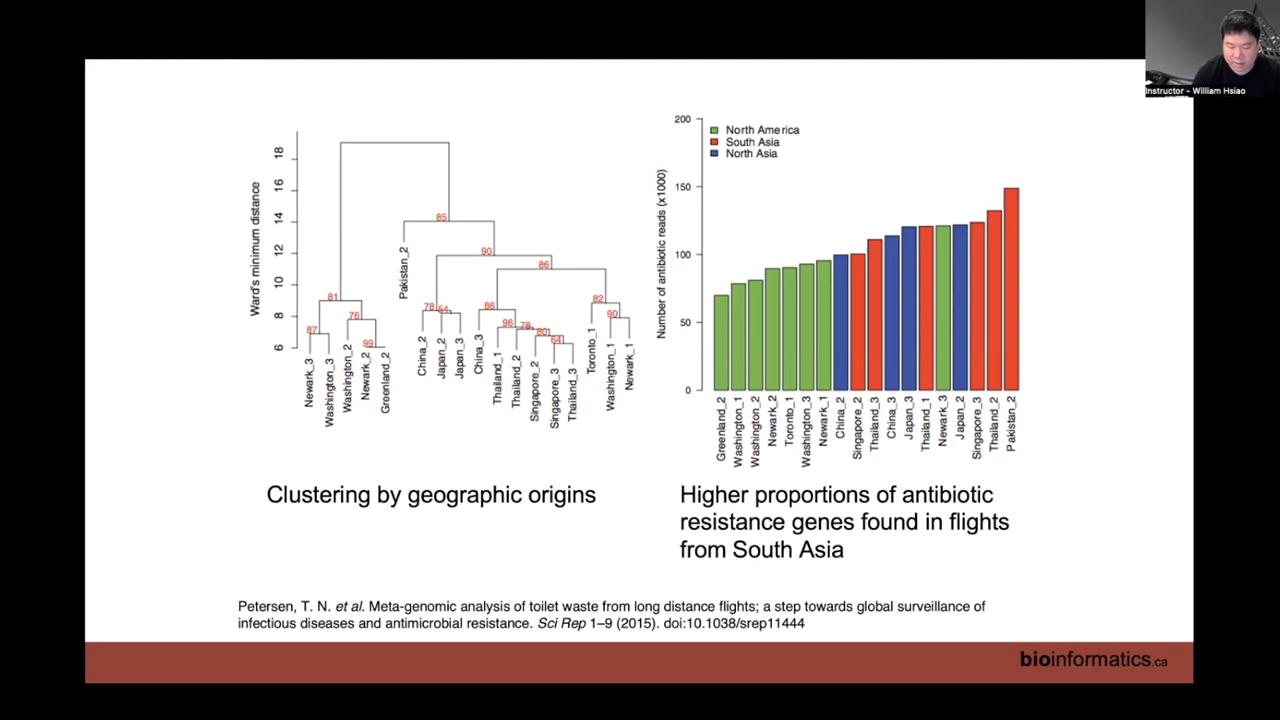 Instructor - William Hsiao
Ward's minimum distance
18
16
14
12
10
8
6
85
90
86
81
87
76
99
78
54
86
96
78
80
64
82
90
Newark_3
Washington_3
Washington_2
Newark_2
Greenland_2
Pakistan_2
China_2
Japan_2
Japan_3
China_3
Thailand_1
Thailand_2
Singapore_2
Singapore_3
Thailand_3
Toronto_1
Washington_1
Newark_1
Clustering by geographic origins
Number of antibiotic reads (x1000)
200
150
100
50
0
North America
South Asia
North Asia
Greenland_2
Washington_1
Washington_2
Newark_2
Toronto_1
Washington_3
Newark_1
China_2
Singapore_2
Thailand_3
China_3
Japan_3
Thailand_1
Newark_3
Japan_2
Singapore_3
Thailand_2
Pakistan_2
Higher proportions of antibiotic
resistance genes found in flights
from South Asia
Petersen, T. N. et al. Meta-genomic analysis of toilet waste from long distance flights; a step towards global surveillance of
infectious diseases and antimicrobial resistance. Sci Rep 1–9 (2015). doi:10.1038/srep11444
bioinformatics.ca